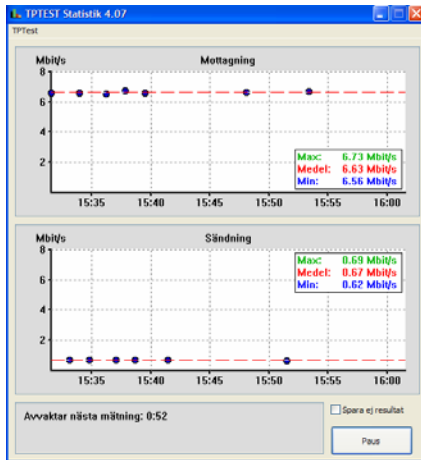 TPTEST Statistik 4.07
TPTest
Mbit/s Mottagning
8
6
4
2
Max: 6.73 Mbit/s
Medel: 6.63 Mbit/s
Min: 6.56 Mbit/s
15:35 15:40 15:45 15:50 15:55 16:00
Mbit/s Sändning
8
6
4
2
Max: 0.69 Mbit/s
Medel: 0.67 Mbit/s
Min: 0.62 Mbit/s
15:35 15:40 15:45 15:50 15:55 16:00
Avvaktar nästa mätning: 0:52
Spara ej resultat
Paus